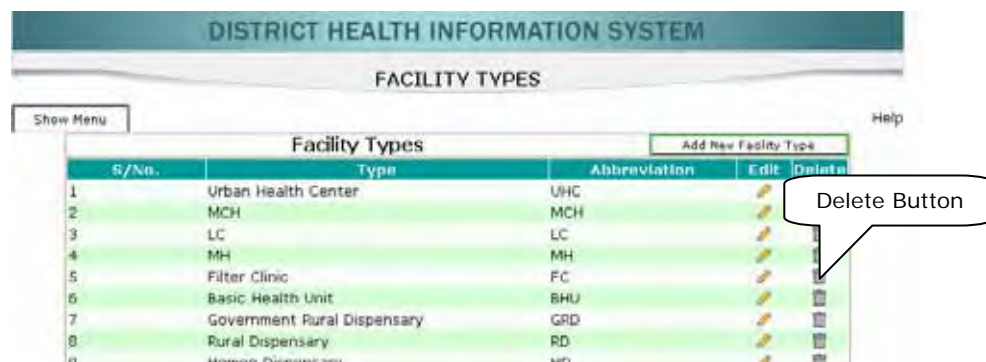 DISTRICT HEALTH INFORMATION SYSTEM
FACILITY TYPES
Show Menu Help
Facility Types Add New Faclity Type
S/No. Type Abbreviation Edit Delete
1 Urban Health Center UHC
Delete Button
2 MCH MCH
3 LC LC
4 MH MH
5 Filter Clinic FC
6 Basic Health Unit BHU
7 Government Rural Dispensary GRD
8 Rural Dispensary RD